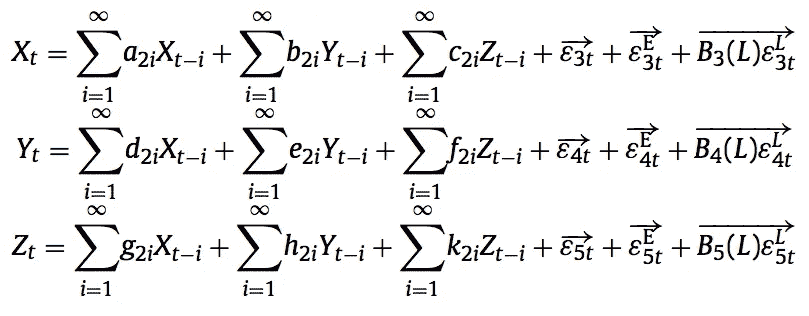 $X_t = \sum_{i=1}^{\infty} a_{2i} X_{t-i} + \sum_{i=1}^{\infty} b_{2i} Y_{t-i} + \sum_{i=1}^{\infty} c_{2i} Z_{t-i} + \overrightarrow{\varepsilon_{3t}} + \overrightarrow{\varepsilon_{3t}^{E}} + \overrightarrow{B_3(L)\varepsilon_{3t}^{L}}$
$Y_t = \sum_{i=1}^{\infty} d_{2i} X_{t-i} + \sum_{i=1}^{\infty} e_{2i} Y_{t-i} + \sum_{i=1}^{\infty} f_{2i} Z_{t-i} + \overrightarrow{\varepsilon_{4t}} + \overrightarrow{\varepsilon_{4t}^{E}} + \overrightarrow{B_4(L)\varepsilon_{4t}^{L}}$
$Z_t = \sum_{i=1}^{\infty} g_{2i} X_{t-i} + \sum_{i=1}^{\infty} h_{2i} Y_{t-i} + \sum_{i=1}^{\infty} k_{2i} Z_{t-i} + \overrightarrow{\varepsilon_{5t}} + \overrightarrow{\varepsilon_{5t}^{E}} + \overrightarrow{B_5(L)\varepsilon_{5t}^{L}}$